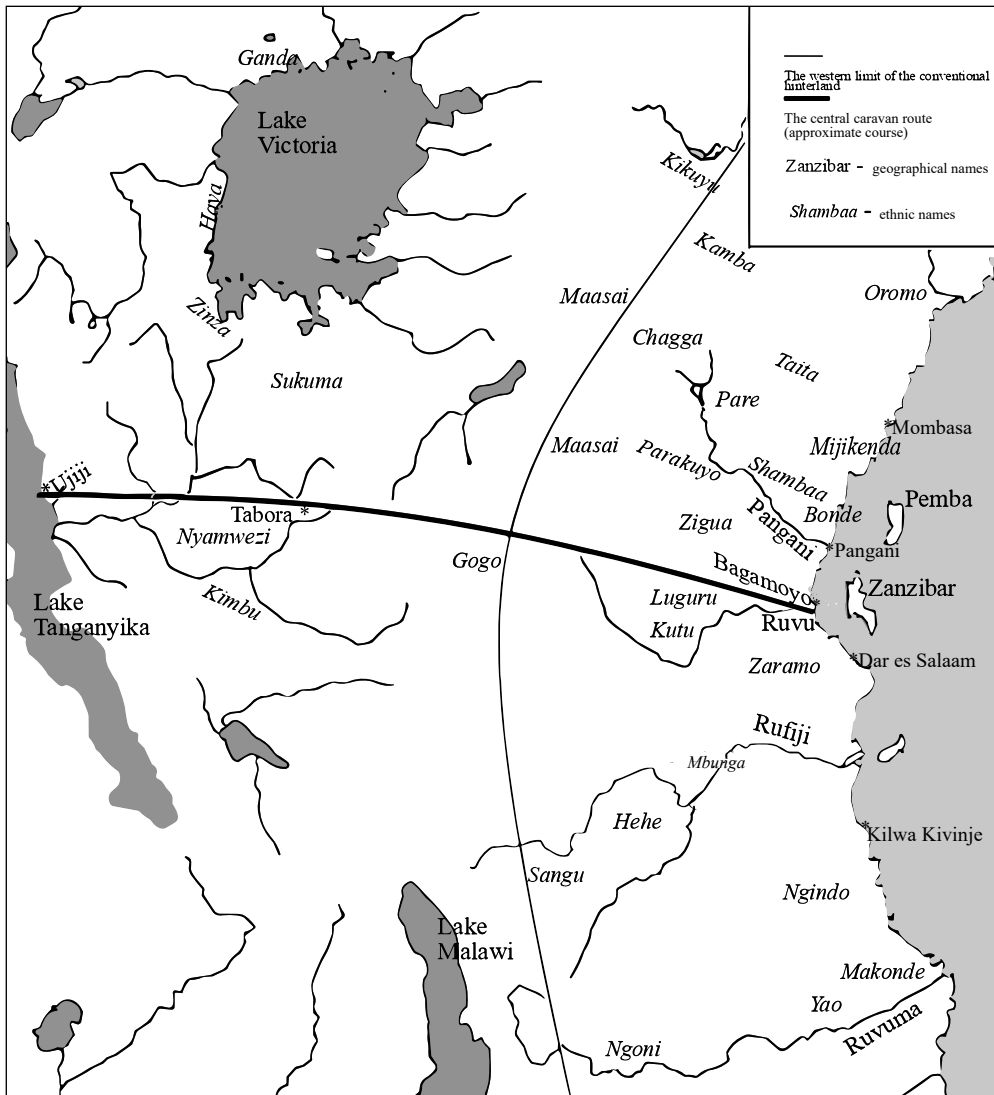 Ganda
Lake
Victoria
Haya
Zinza
Sukuma
The western limit of the conventional
hinterland
The central caravan route
(approximate course)
Zanzibar - geographical names
Shambaa - ethnic names
Kikuyu
Kamba
Maasai
Oromo
Chagga
Taita
Pare
*Mombasa
Mijikenda
Maasai
Parakuyo
Shambaa
*Ujiji
Tabora *
Nyamwezi
Pemba
Bonde
Zigua
Pangani
*Pangani
Gogo
Bagamoyo*
Zanzibar
Kimbu
Luguru
Lake
Tanganyika
Kutu
Ruvu
Zaramo
*Dar es Salaam
Rufiji
Mbunga
Hehe
*Kilwa Kivinje
Sangu
Ngindo
Lake
Malawi
Makonde
Yao
Ruvuma
Ngoni